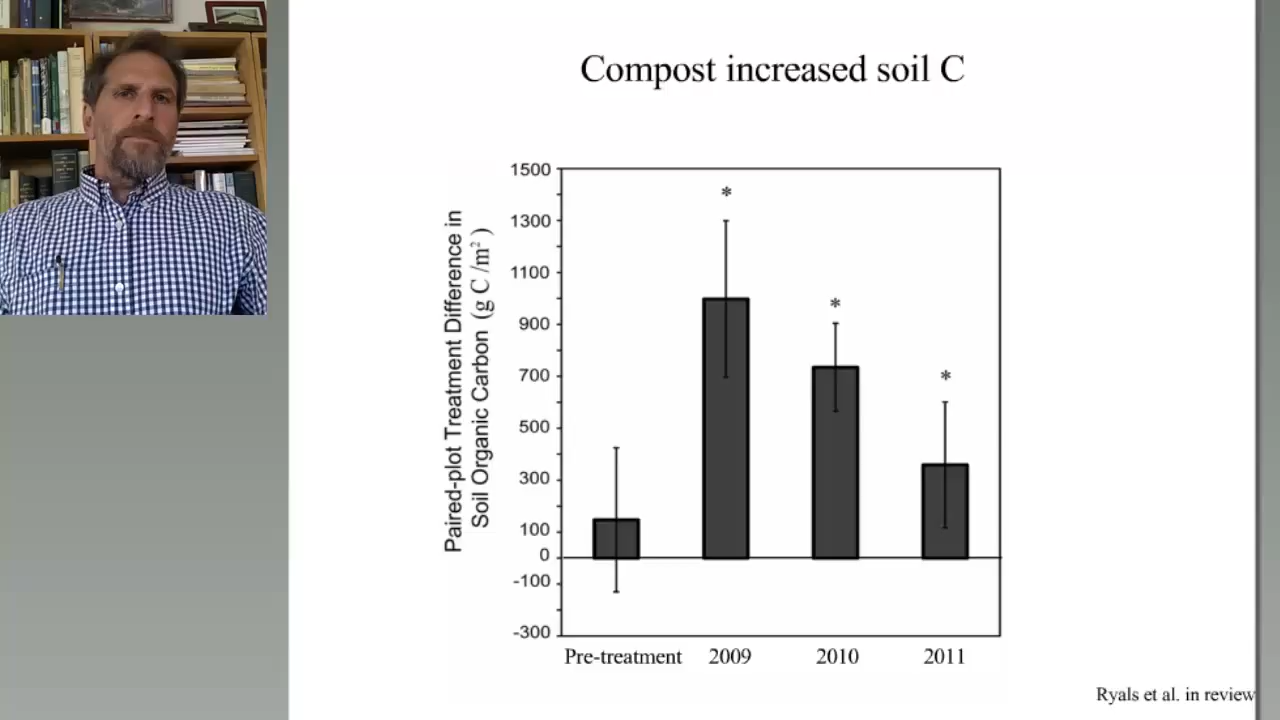 Compost increased soil C
Paired-plot Treatment Difference in
Soil Organic Carbon (g C /m²)
1500
1300
1100
900
700
500
300
100
0
-100
-300
*
*
*
Pre-treatment 2009 2010 2011
Ryals et al. in review